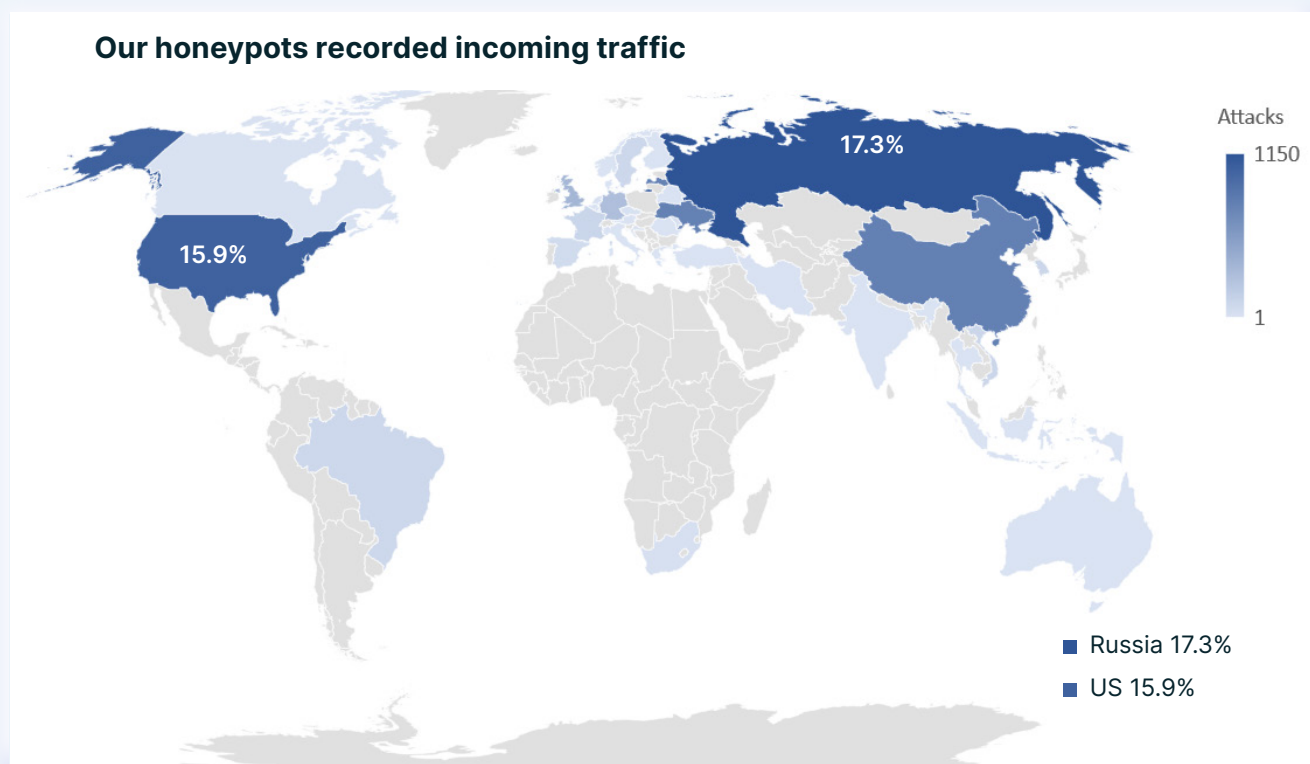 Our honeypots recorded incoming traffic
Attacks
1150
1
17.3%
15.9%
Russia 17.3%
US 15.9%